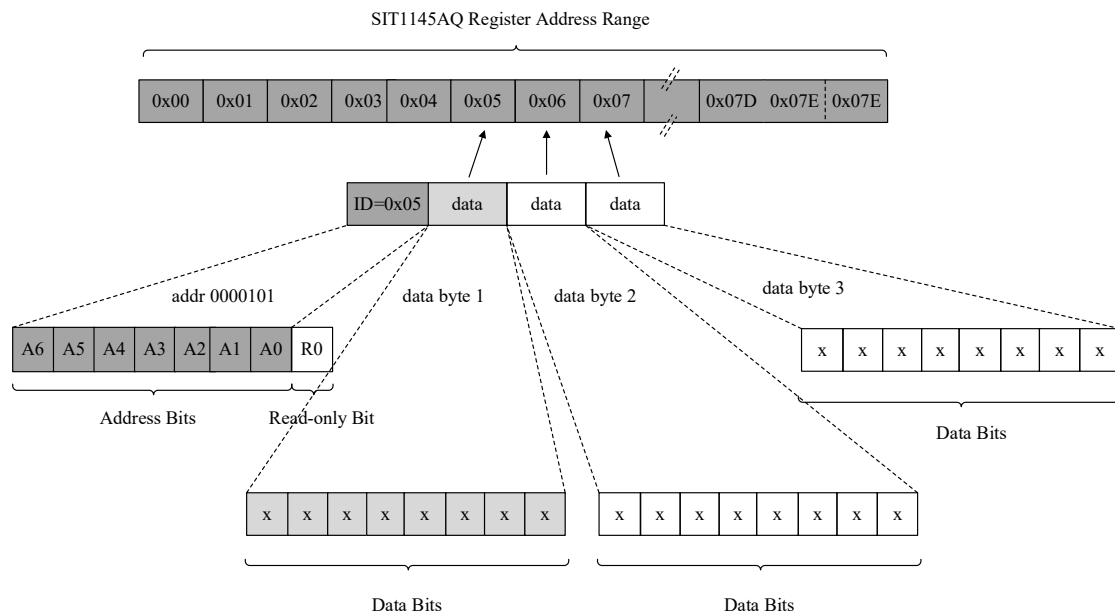 SIT1145AQ Register Address Range
0x00 0x01 0x02 0x03 0x04 0x05 0x06 0x07 0x07D 0x07E 0x07E
ID=0x05 data data data
addr 0000101 data byte 1 data byte 2 data byte 3
A6 A5 A4 A3 A2 A1 A0 R0 x x x x x x x x
Address Bits Read-only Bit
Data Bits
x x x x x x x x x x x x x x x x
Data Bits Data Bits